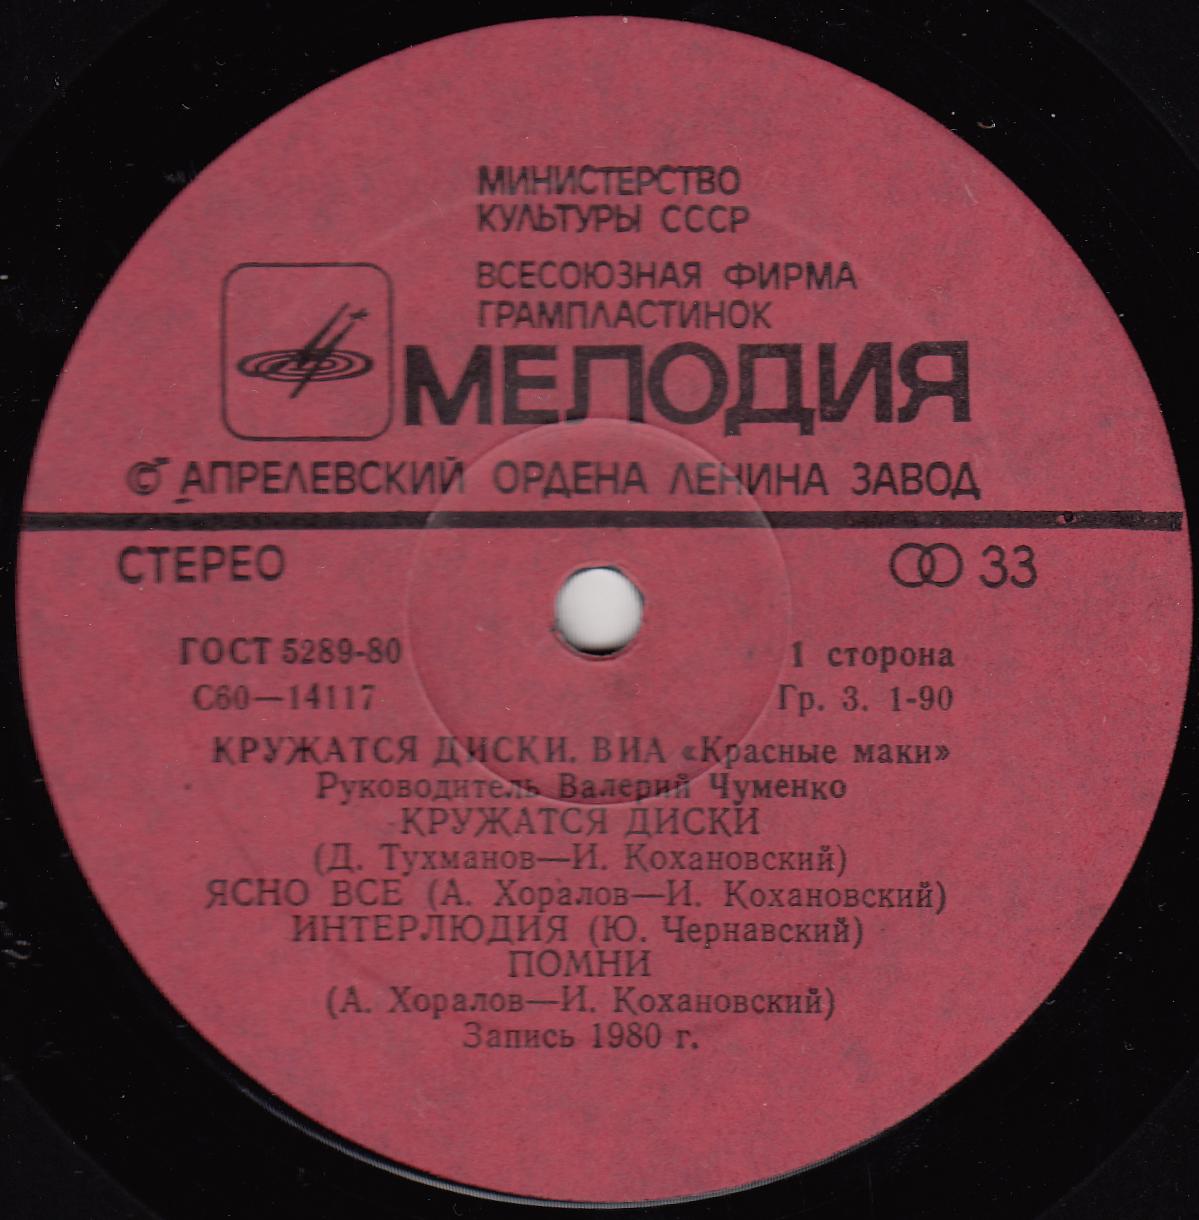 МИНИСТЕРСТВО
КУЛЬТУРЫ СССР
ВСЕСОЮЗНАЯ ФИРМА
ГРАМПЛАСТИНОК
МЕЛОДИЯ
АПРЕЛЕВСКИЙ ОРДЕНА ЛЕНИНА ЗАВОД
СТЕРЕО
33
ГОСТ 5289-80
1 сторона
С60—14117
Гр. 3. 1-90
КРУЖАТСЯ ДИСКИ. ВИА «Красные маки»
Руководитель Валерий Чуменко
КРУЖАТСЯ ДИСКИ
(Д. Тухманов—И. Кохановский)
ЯСНО ВСЕ (А. Хоралов—И. Кохановский)
ИНТЕРЛЮДИЯ (Ю. Чернавский)
ПОМНИ
(А. Хоралов—И. Кохановский)
Запись 1980 г.